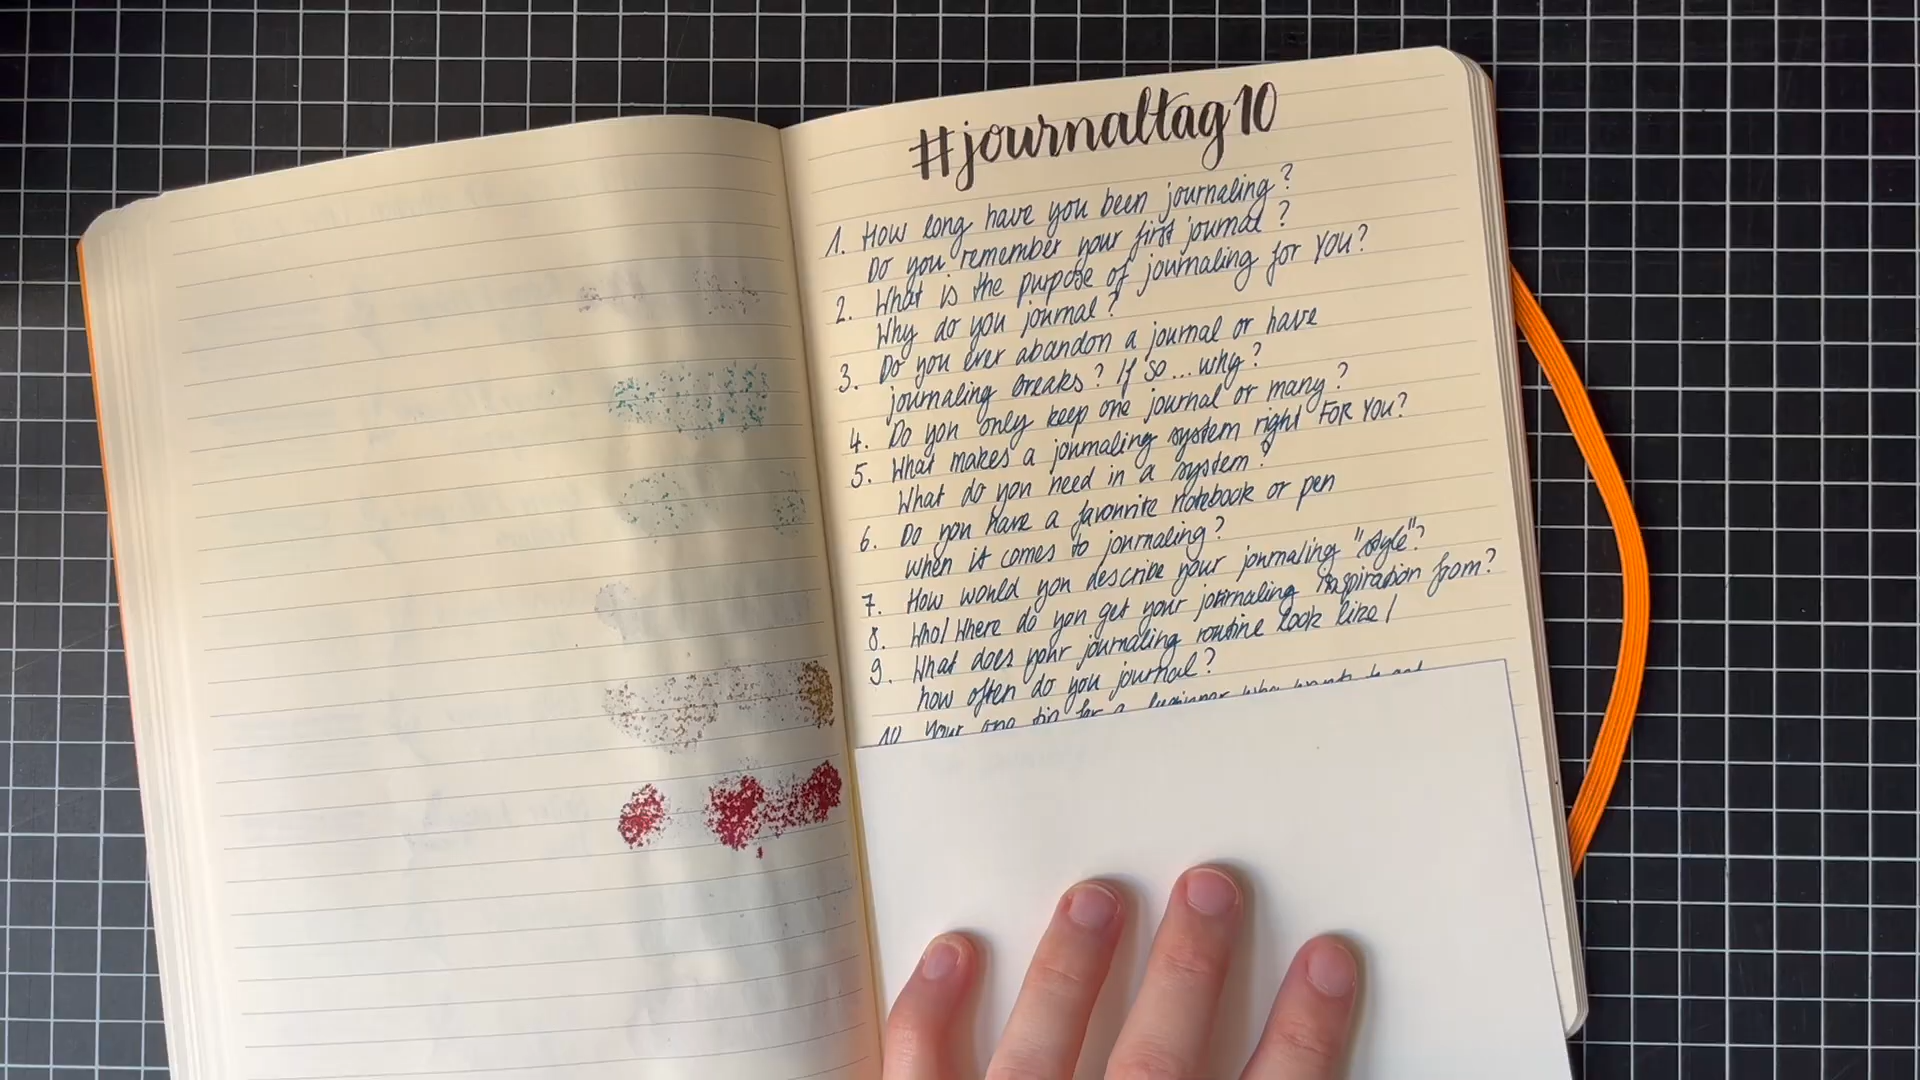 #journaltag10
1. How long have you been journaling?
Do you remember your first journal?
2. What is the purpose of journaling for YOU?
Why do you journal?
3. Do you ever abandon a journal or have
journaling breaks? If so... why?
4. Do you only keep one journal or many?
5. What makes a journaling system right FOR YOU?
What do you need in a system?
6. Do you have a favourite notebook or pen
when it comes to journaling?
7. How would you describe your journaling "style"?
8. Who/Where do you get your journaling inspiration from?
9. What does your journaling routine look like/
how often do you journal?
10. Your one tip for a beginner who wants to